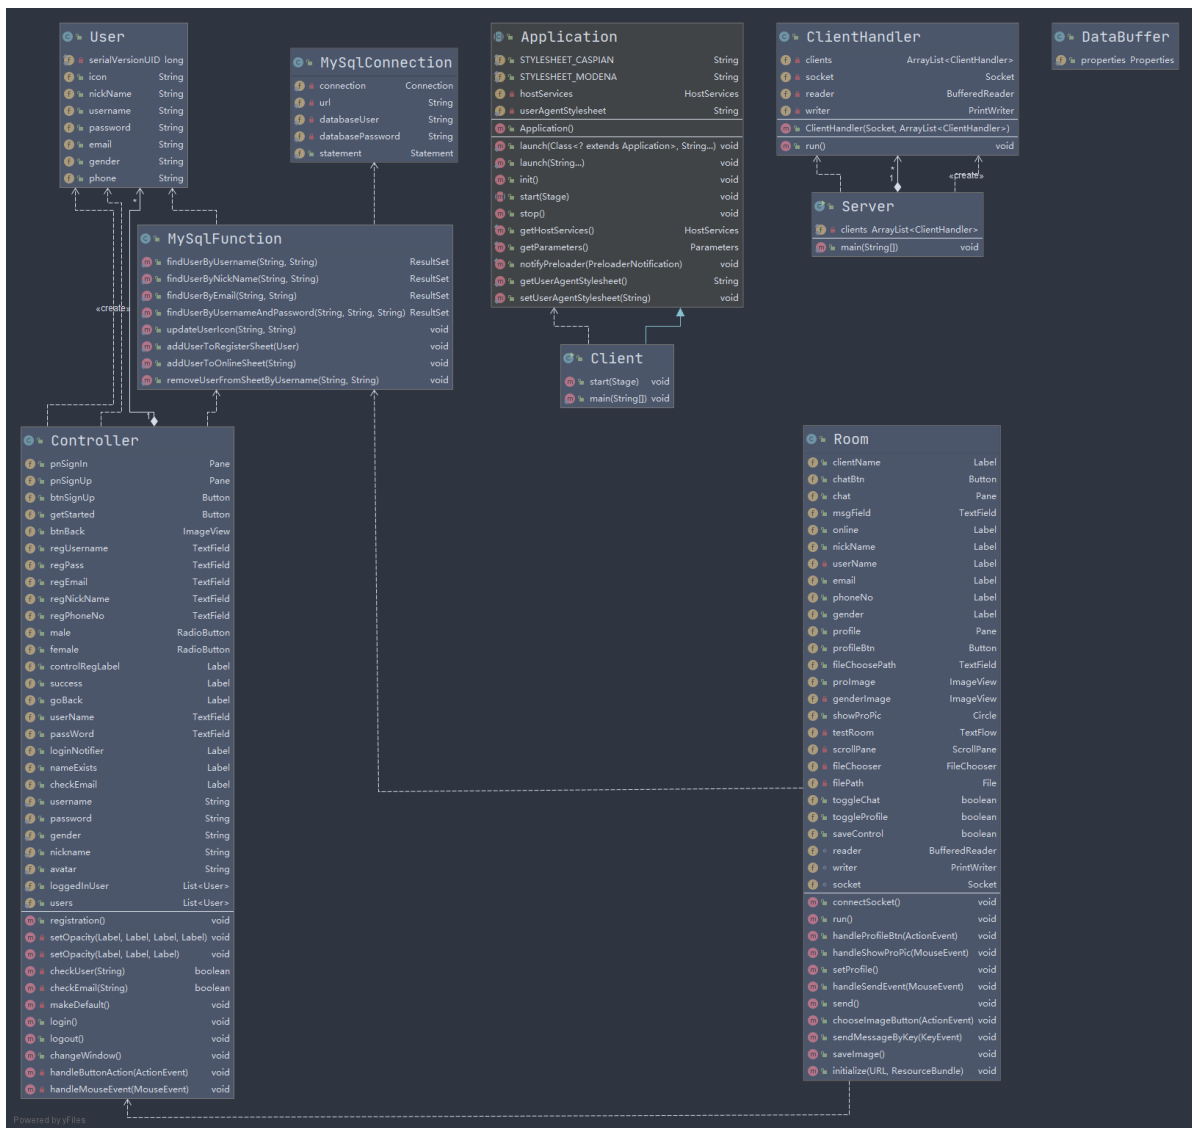 User
serialVersionUID long
icon String
nickName String
username String
password String
email String
gender String
phone String
MySqlConnection
connection Connection
url String
databaseUser String
databasePassword String
statement Statement
Application
STYLESHEET_CASPIAN String
STYLESHEET_MODENA String
hostServices HostServices
userAgentStylesheet String
Application()
launch(Class<? extends Application>, String...) void
launch(String...) void
init() void
start(Stage) void
stop() void
getHostServices() HostServices
getParameters() Parameters
notifyPreloader(PreloaderNotification) void
getUserAgentStylesheet() String
setUserAgentStylesheet(String) void
ClientHandler
clients ArrayList<ClientHandler>
socket Socket
reader BufferedReader
writer PrintWriter
ClientHandler(Socket, ArrayList<ClientHandler>)
run() void
DataBuffer
properties Properties
*
1
«create»
Server
clients ArrayList<ClientHandler>
main(String[]) void
*
MySqlFunction
findUserByUsername(String, String) ResultSet
findUserByNickName(String, String) ResultSet
findUserByEmail(String, String) ResultSet
findUserByUsernameAndPassword(String, String, String) ResultSet
updateUserIcon(String, String) void
addUserToRegisterSheet(User) void
addUserToOnlineSheet(String) void
removeUserFromSheetByUsername(String, String) void
«create»
1
Client
start(Stage) void
main(String[]) void
Controller
pnSignIn Pane
pnSignUp Pane
btnSignUp Button
getStarted Button
btnBack ImageView
regUsername TextField
regPass TextField
regEmail TextField
regNickName TextField
regPhoneNo TextField
male RadioButton
female RadioButton
controlRegLabel Label
success Label
goBack Label
userName TextField
passWord TextField
loginNotifier Label
nameExists Label
checkEmail Label
username String
password String
gender String
nickname String
avatar String
loggedInUser List<User>
users List<User>
registration() void
setOpacity(Label, Label, Label, Label) void
setOpacity(Label, Label, Label) void
checkUser(String) boolean
checkEmail(String) boolean
makeDefault() void
login() void
logout() void
changeWindow() void
handleButtonAction(ActionEvent) void
handleMouseEvent(MouseEvent) void
Room
clientName Label
chatBtn Button
chat Pane
msgField TextField
online Label
nickName Label
userName Label
email Label
phoneNo Label
gender Label
profile Pane
profileBtn Button
fileChoosePath TextField
proImage ImageView
genderImage ImageView
showProPic Circle
testRoom TextFlow
scrollPane ScrollPane
fileChooser FileChooser
filePath File
toggleChat boolean
toggleProfile boolean
saveControl boolean
reader BufferedReader
writer PrintWriter
socket Socket
connectSocket() void
run() void
handleProfileBtn(ActionEvent) void
handleShowProPic(MouseEvent) void
setProfile() void
handleSendEvent(MouseEvent) void
send() void
chooseImageButton(ActionEvent) void
sendMessageByKey(KeyEvent) void
saveImage() void
initialize(URL, ResourceBundle) void
Powered by yFiles